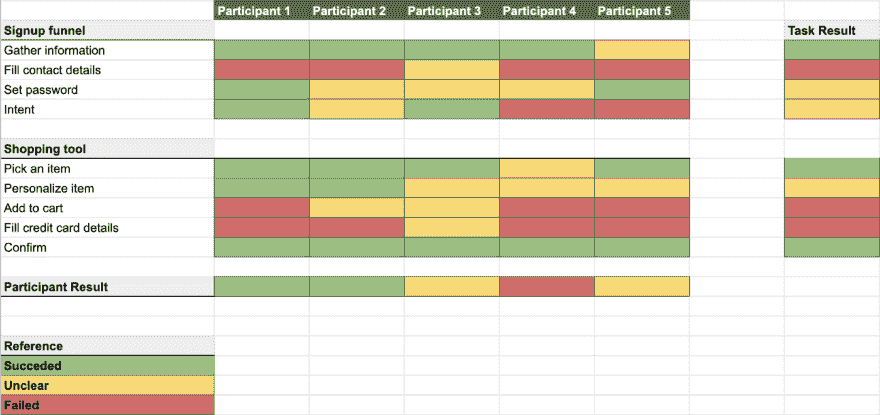 Participant 1 Participant 2 Participant 3 Participant 4 Participant 5
Signup funnel Task Result
Gather information
Fill contact details
Set password
Intent
Shopping tool
Pick an item
Personalize item
Add to cart
Fill credit card details
Confirm
Participant Result
Reference
Succeded
Unclear
Failed